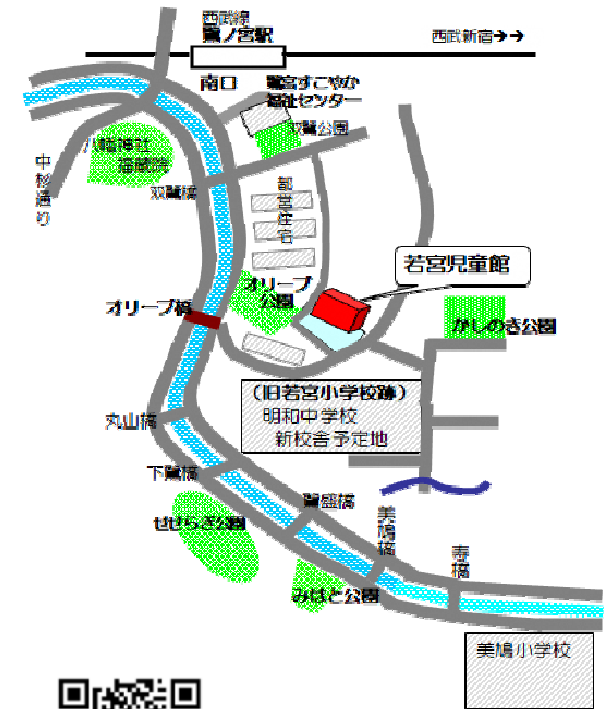 西武線
鷺ノ宮駅
西武新宿→→
南口
鷺宮すこやか
福祉センター
双鷺公園
八幡神社
福蔵院
中杉通り
双鷺橋
都営住宅
若宮児童館
オリーブ
公園
オリーブ橋
かしのき公園
(旧若宮小学校跡)
明和中学校
新校舎予定地
丸山橋
下鷺橋
鷺盛橋
せせらぎ公園
美鳩橋
寿橋
みはと公園
美鳩小学校